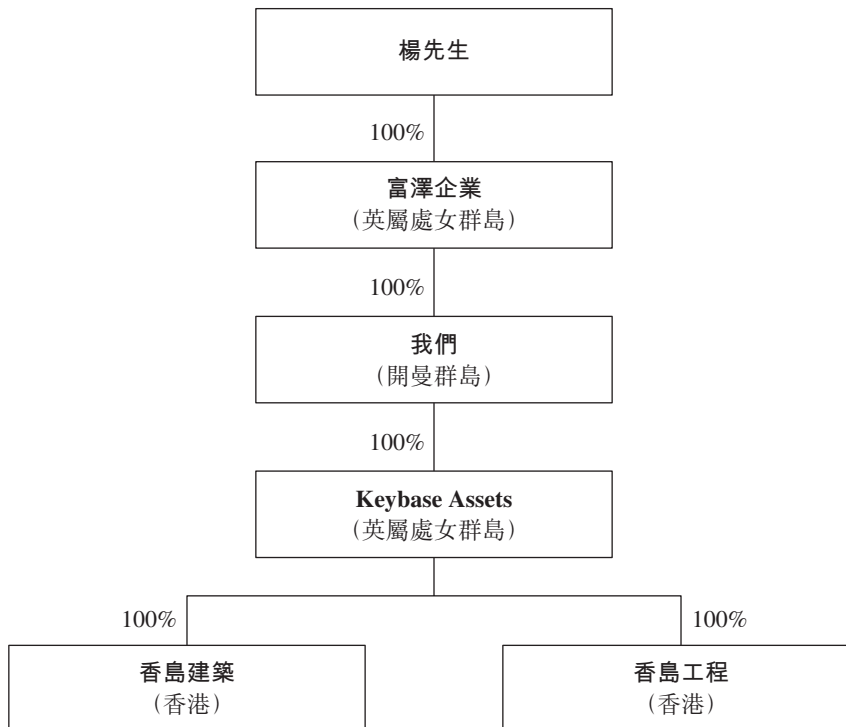 楊先生
100%
富澤企業
(英屬處女群島)
100%
我們
(開曼群島)
100%
Keybase Assets
(英屬處女群島)
100%
100%
香島建築
(香港)
香島工程
(香港)